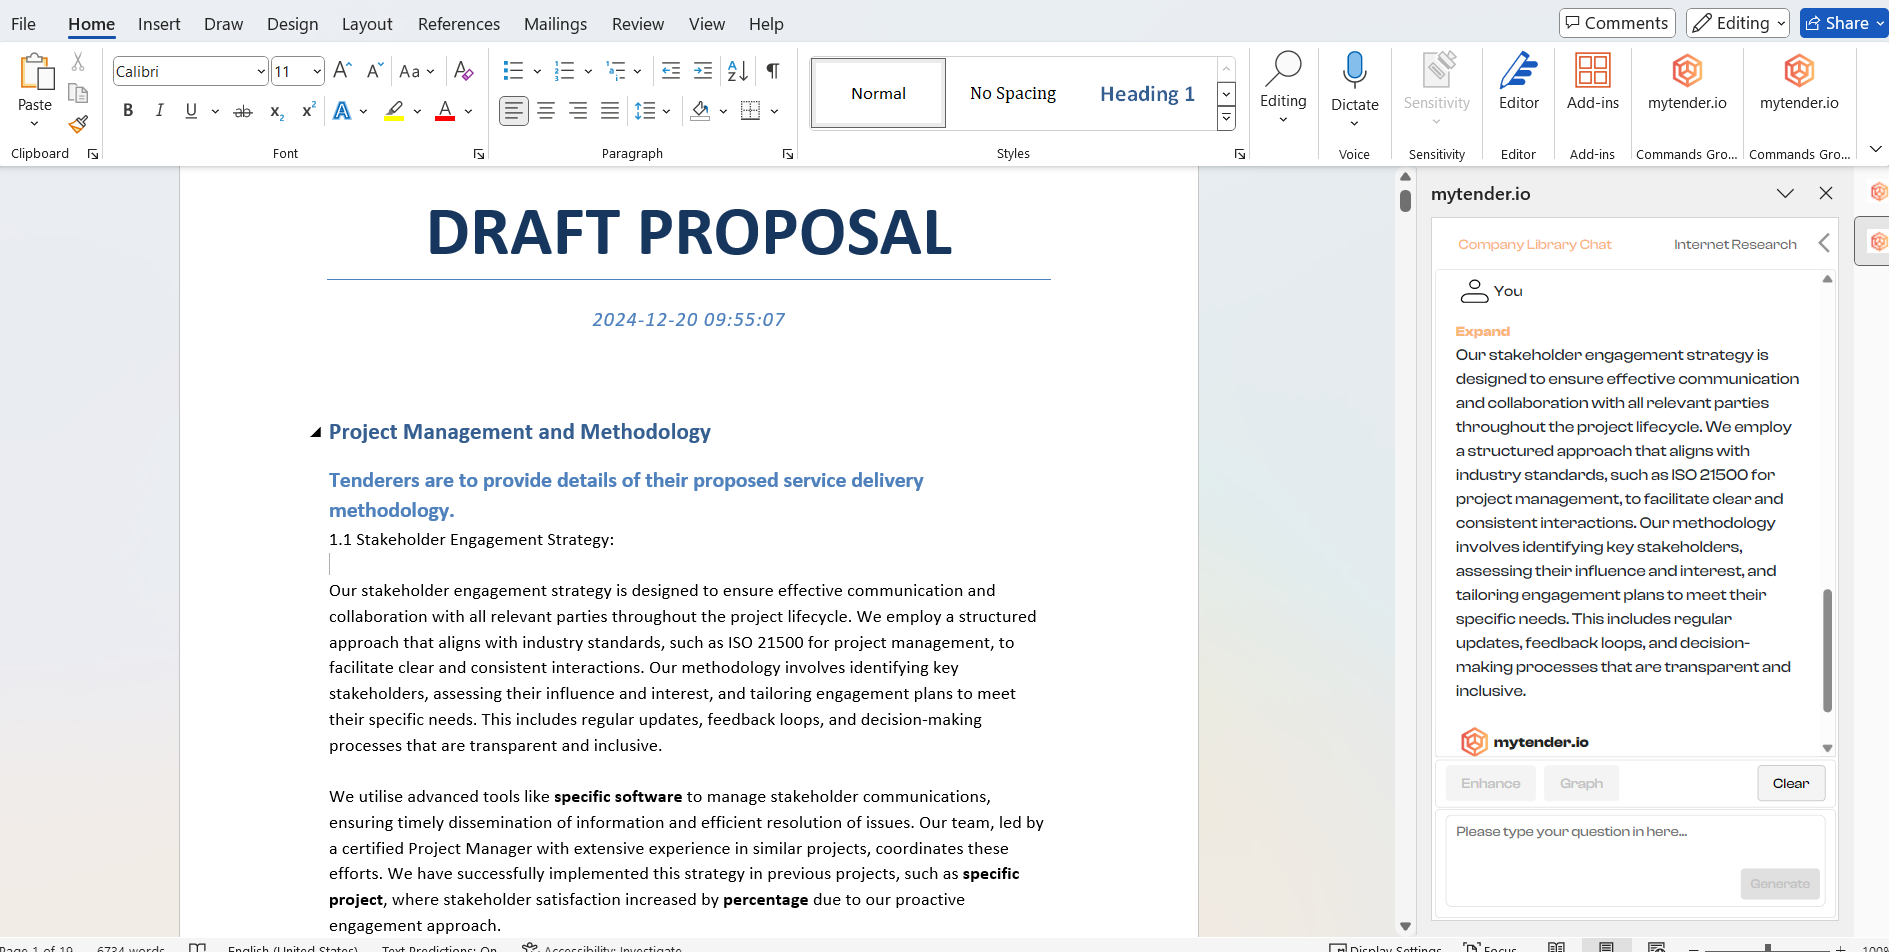 File Home Insert Draw Design Layout References Mailings Review View Help Comments Editing Share
Paste
Clipboard
Calibri 11
Font
Paragraph
Normal No Spacing Heading 1
Styles
Editing
Dictate
Voice
Sensitivity
Sensitivity
Editor
Editor
Add-ins
Add-ins
mytender.io
Commands Gro...
mytender.io
Commands Gro...
DRAFT PROPOSAL
2024-12-20 09:55:07
Project Management and Methodology
Tenderers are to provide details of their proposed service delivery
methodology.
1.1 Stakeholder Engagement Strategy:
Our stakeholder engagement strategy is designed to ensure effective communication and
collaboration with all relevant parties throughout the project lifecycle. We employ a structured
approach that aligns with industry standards, such as ISO 21500 for project management, to
facilitate clear and consistent interactions. Our methodology involves identifying key
stakeholders, assessing their influence and interest, and tailoring engagement plans to meet
their specific needs. This includes regular updates, feedback loops, and decision-making
processes that are transparent and inclusive.
We utilise advanced tools like specific software to manage stakeholder communications,
ensuring timely dissemination of information and efficient resolution of issues. Our team, led by
a certified Project Manager with extensive experience in similar projects, coordinates these
efforts. We have successfully implemented this strategy in previous projects, such as specific
project, where stakeholder satisfaction increased by percentage due to our proactive
engagement approach.
mytender.io
Company Library Chat Internet Research
You
Expand
Our stakeholder engagement strategy is
designed to ensure effective communication
and collaboration with all relevant parties
throughout the project lifecycle. We employ
a structured approach that aligns with
industry standards, such as ISO 21500 for
project management, to facilitate clear and
consistent interactions. Our methodology
involves identifying key stakeholders,
assessing their influence and interest, and
tailoring engagement plans to meet their
specific needs. This includes regular
updates, feedback loops, and decision-
making processes that are transparent and
inclusive.
mytender.io
Enhance Graph Clear
Please type your question in here...
Generate
Page 1 of 19 6734 words English (United States) Text Predictions: On Accessibility: Investigate Display Settings Focus 100%